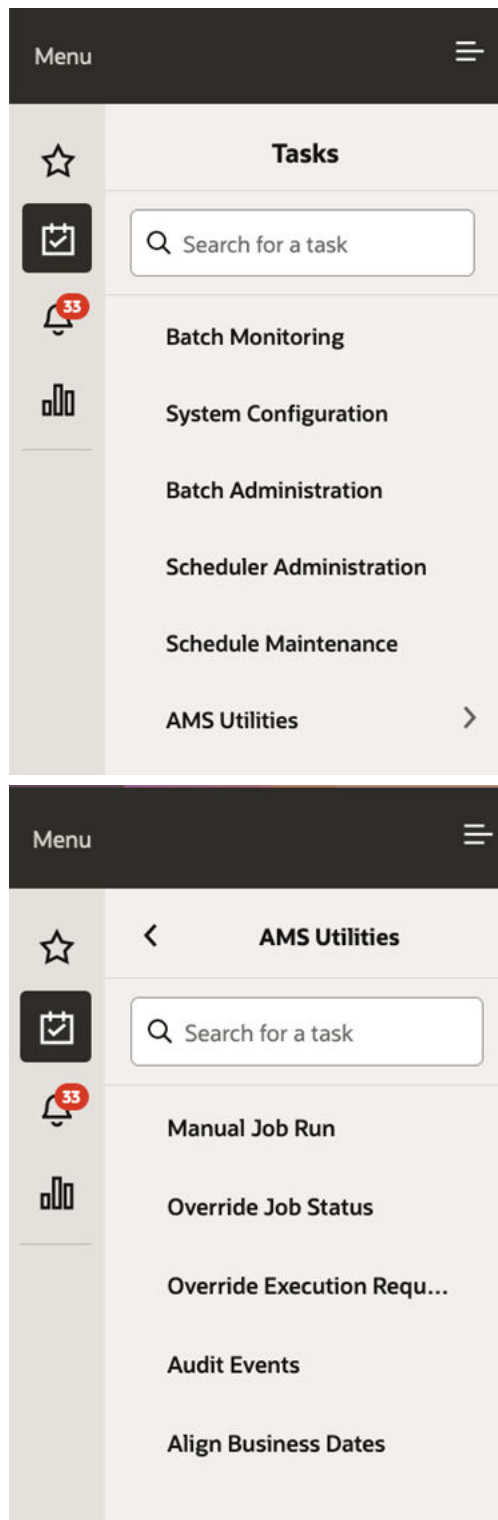 Menu
Tasks
Search for a task
33
Batch Monitoring
System Configuration
Batch Administration
Scheduler Administration
Schedule Maintenance
AMS Utilities
Menu
AMS Utilities
Search for a task
33
Manual Job Run
Override Job Status
Override Execution Requ...
Audit Events
Align Business Dates